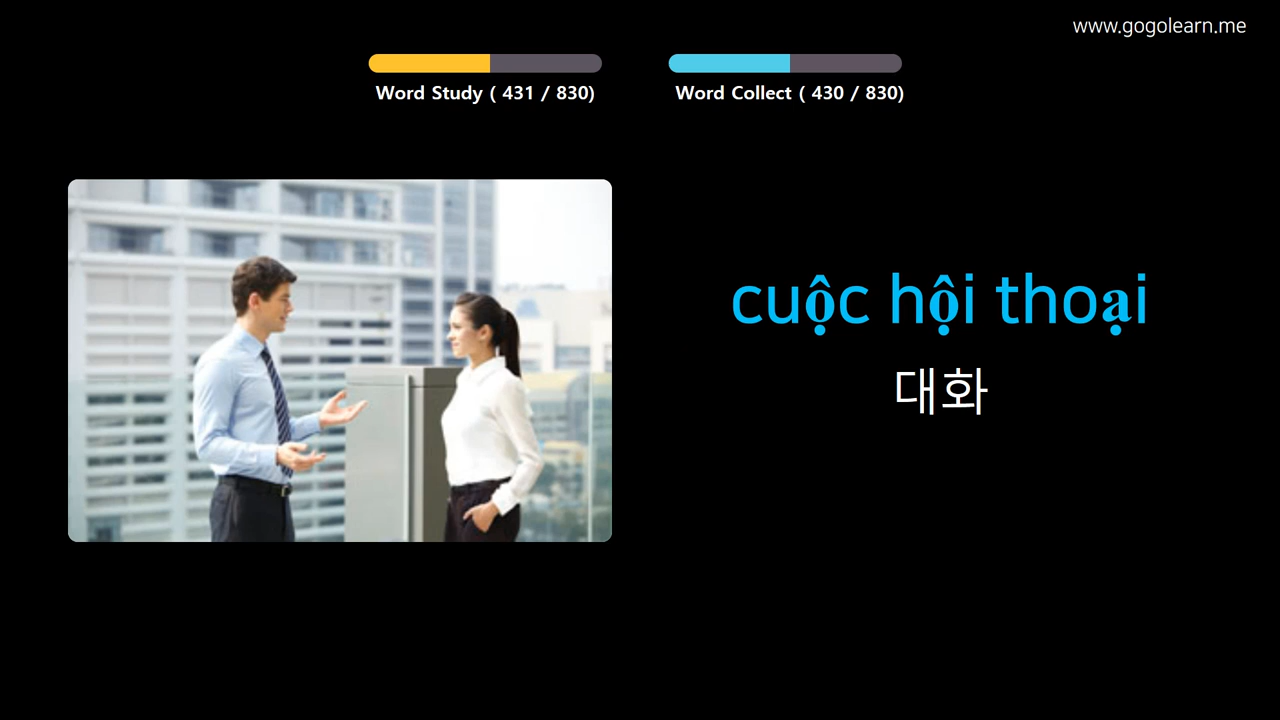 www.gogolearn.me
Word Study ( 431 / 830)
Word Collect ( 430 / 830)
cuộc hội thoại
대화